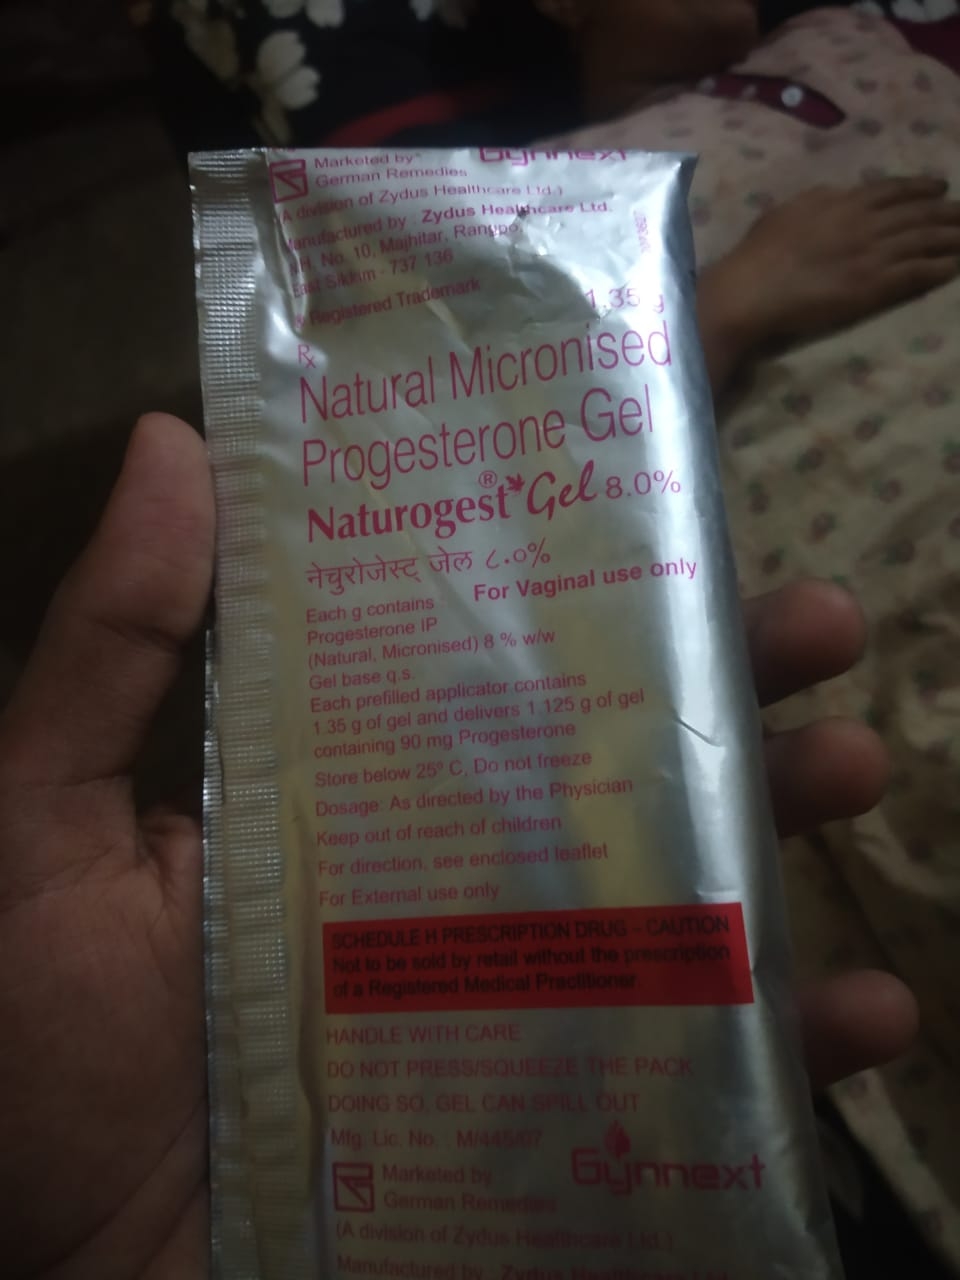 Marketed by
Gynnext
German Remedies
(A division of Zydus Healthcare Ltd.)
Manufactured by : Zydus Healthcare Ltd.
N.H. No. 10, Majhitar, Rangpo,
East Sikkim - 737 136
® Registered Trademark
1.35 g
Rx
Natural Micronised
Progesterone Gel
Naturogest® Gel 8.0%
नेचुरोजेस्ट् जेल ८.०%
For Vaginal use only
Each g contains :
Progesterone IP
(Natural, Micronised) 8 % w/w
Gel base q.s.
Each prefilled applicator contains
1.35 g of gel and delivers 1.125 g of gel
containing 90 mg Progesterone
Store below 25º C, Do not freeze
Dosage: As directed by the Physician
Keep out of reach of children
For direction, see enclosed leaflet
For External use only
SCHEDULE H PRESCRIPTION DRUG - CAUTION
Not to be sold by retail without the prescription
of a Registered Medical Practitioner.
HANDLE WITH CARE
DO NOT PRESS/SQUEEZE THE PACK
DOING SO, GEL CAN SPILL OUT
Mfg. Lic. No. : M/445/07
Marketed by
Gynnext
German Remedies
(A division of Zydus Healthcare Ltd.)
Manufactured by : Zydus Healthcare Ltd.